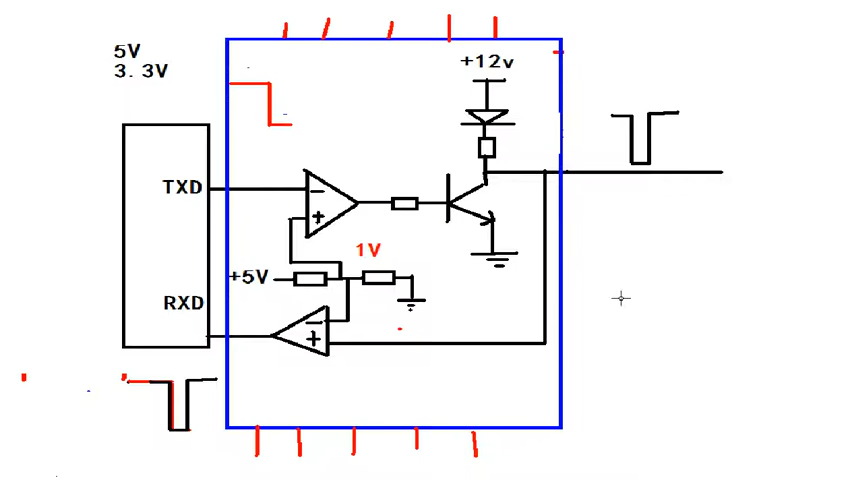 5V
3.3V
+12v
TXD
−
+
1V
+5V
RXD
−
+